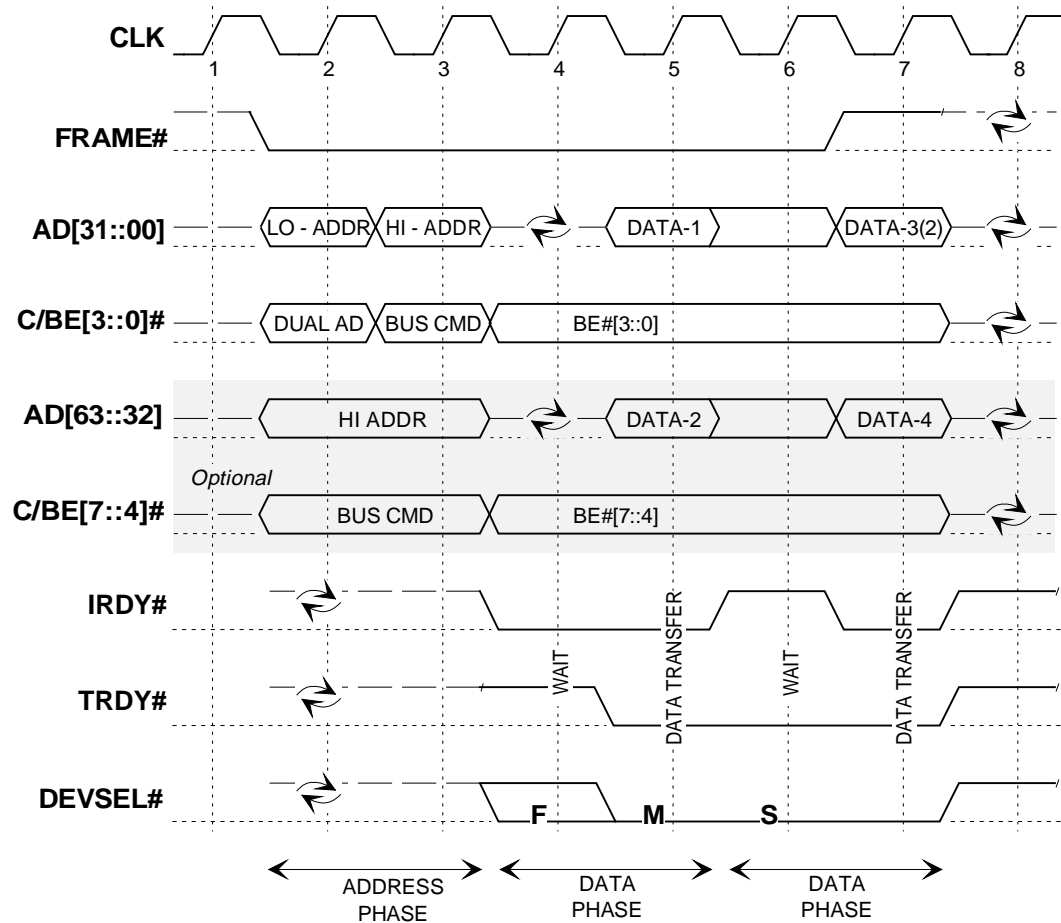 CLK
1 2 3 4 5 6 7 8
FRAME#
AD[31::00] LO - ADDR HI - ADDR DATA-1 DATA-3(2)
C/BE[3::0]# DUAL AD BUS CMD BE#[3::0]
AD[63::32] HI ADDR DATA-2 DATA-4
Optional
C/BE[7::4]# BUS CMD BE#[7::4]
IRDY#
WAIT
DATA TRANSFER
WAIT
DATA TRANSFER
TRDY#
DEVSEL# F M S
ADDRESS
PHASE
DATA
PHASE
DATA
PHASE